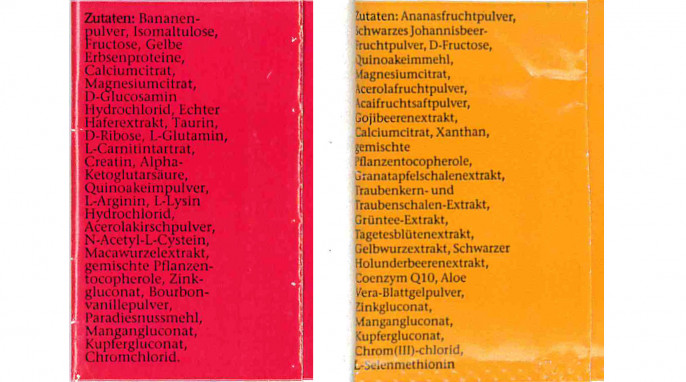 Zutaten: Bananen-
pulver, Isomaltulose,
Fructose, Gelbe
Erbsenproteine,
Calciumcitrat,
Magnesiumcitrat,
D-Glucosamin
Hydrochlorid, Echter
Haferextrakt, Taurin,
D-Ribose, L-Glutamin,
L-Carnitintartrat,
Creatin, Alpha-
Ketoglutarsäure,
Quinoakeimpulver,
L-Arginin, L-Lysin
Hydrochlorid,
Acerolakirschpulver,
N-Acetyl-L-Cystein,
Macawurzelextrakt,
gemischte Pflanzen-
tocopherole, Zink-
gluconat, Bourbon-
vanillepulver,
Paradiesnussmehl,
Mangangluconat,
Kupfergluconat,
Chromchlorid.
Zutaten: Ananasfruchtpulver,
Schwarzes Johannisbeer-
Fruchtpulver, D-Fructose,
Quinoakeimmehl,
Magnesiumcitrat,
Acerolafruchtpulver,
Acaifruchtsaftpulver,
Gojibeerenextrakt,
Calciumcitrat, Xanthan,
gemischte
Pflanzentocopherole,
Granatapfelschalenextrakt,
Traubenkern- und
Traubenschalen-Extrakt,
Grüntee-Extrakt,
Tagetesblütenextrakt,
Gelbwurzextrakt, Schwarzer
Holunderbeerenextrakt,
Coenzym Q10, Aloe
Vera-Blattgelpulver,
Zinkgluconat,
Mangangluconat,
Kupfergluconat,
Chrom(III)-chlorid,
L-Selenmethionin